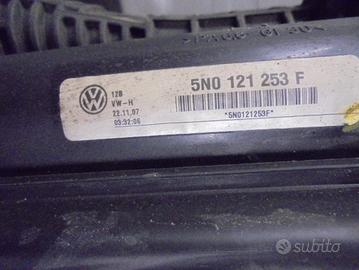 5N0 121 253 F
12B
VW-H
22.11.07
03:32:06
*5N0121253F*
subito